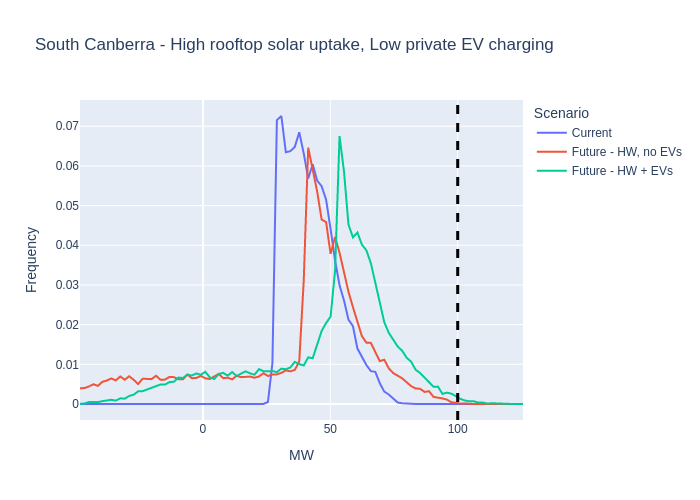 South Canberra - High rooftop solar uptake, Low private EV charging
Scenario
Current
Future - HW, no EVs
Future - HW + EVs
Frequency
0.07
0.06
0.05
0.04
0.03
0.02
0.01
0
0
50
100
MW